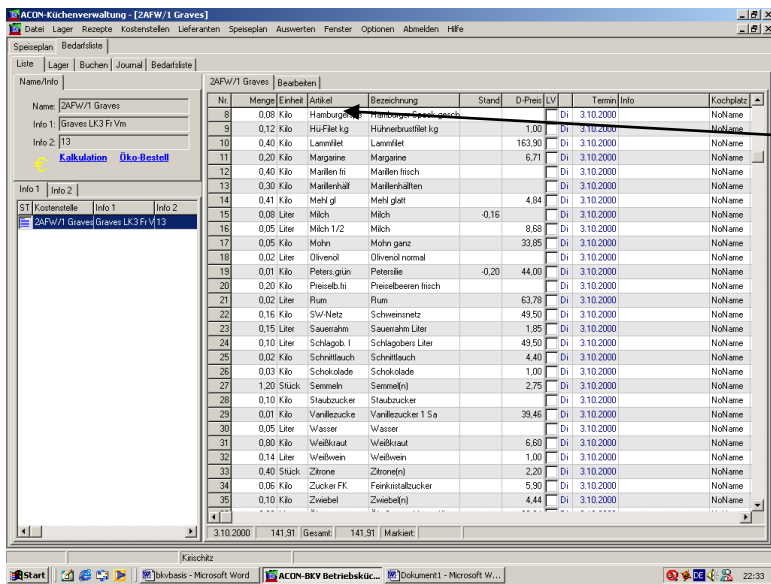 ACON-Küchenverwaltung - [2AFW/1 Graves]
Datei Lager Rezepte Kostenstellen Lieferanten Speiseplan Auswerten Fenster Optionen Abmelden Hilfe
Speiseplan Bedarfsliste
Liste Lager Buchen Journal Bedarfsliste
Name/Info
Name: 2AFW/1 Graves
Info 1: Graves LK3 Fr Vm
Info 2: 13
€ Kalkulation Öko-Bestell
Info 1 Info 2
ST Kostenstelle Info 1 Info 2
2AFW/1 Graves Graves LK3 Fr V 13
2AFW/1 Graves Bearbeiten
Nr. Menge Einheit Artikel Bezeichnung Stand D-Preis LV Termin Info Kochplatz
8 0,08 Kilo Hamburger Speck gesch Di 3.10.2000 NoName
9 0,12 Kilo Hü-Filet kg Hühnerbrustfilet kg 1,00 Di 3.10.2000 NoName
10 0,40 Kilo Lammfilet Lammfilet 163,90 Di 3.10.2000 NoName
11 0,20 Kilo Margarine Margarine 6,71 Di 3.10.2000 NoName
12 0,40 Kilo Marillen fri Marillen frisch Di 3.10.2000 NoName
13 0,30 Kilo Marillenhälf Marillenhälften Di 3.10.2000 NoName
14 0,41 Kilo Mehl gl Mehl glatt 4,84 Di 3.10.2000 NoName
15 0,08 Liter Milch Milch -0,16 Di 3.10.2000 NoName
16 0,05 Liter Milch 1/2 Milch 8,68 Di 3.10.2000 NoName
17 0,05 Kilo Mohn Mohn ganz 33,85 Di 3.10.2000 NoName
18 0,02 Liter Olivenöl Olivenöl normal Di 3.10.2000 NoName
19 0,01 Kilo Peters.grün Petersilie -0,20 44,00 Di 3.10.2000 NoName
20 0,20 Kilo Preiselb.fri Preiselbeeren frisch Di 3.10.2000 NoName
21 0,02 Liter Rum Rum 63,78 Di 3.10.2000 NoName
22 0,16 Kilo SW-Netz Schweinsnetz 49,50 Di 3.10.2000 NoName
23 0,15 Liter Sauerrahm Sauerrahm Liter 1,85 Di 3.10.2000 NoName
24 0,10 Liter Schlagob. l Schlagobers Liter 49,50 Di 3.10.2000 NoName
25 0,02 Kilo Schnittlauch Schnittlauch 4,40 Di 3.10.2000 NoName
26 0,03 Kilo Schokolade Schokolade 1,00 Di 3.10.2000 NoName
27 1,20 Stück Semmeln Semmel(n) 2,75 Di 3.10.2000 NoName
28 0,10 Kilo Staubzucker Staubzucker Di 3.10.2000 NoName
29 0,01 Kilo Vanillezucke Vanillezucker 1 Sa 39,46 Di 3.10.2000 NoName
30 0,05 Liter Wasser Wasser Di 3.10.2000 NoName
31 0,80 Kilo Weißkraut Weißkraut 6,60 Di 3.10.2000 NoName
32 0,14 Liter Weißwein Weißwein 1,00 Di 3.10.2000 NoName
33 0,40 Stück Zitrone Zitrone(n) 2,20 Di 3.10.2000 NoName
34 0,06 Kilo Zucker FK Feinkristallzucker 5,90 Di 3.10.2000 NoName
35 0,10 Kilo Zwiebel Zwiebel(n) 4,44 Di 3.10.2000 NoName
3.10.2000 141,91 Gesamt: 141,91 Markiert:
Kirischitz
Start bkvbasis - Microsoft Word ACON-BKV Betriebsküc... Dokument1 - Microsoft W... DE 22:33